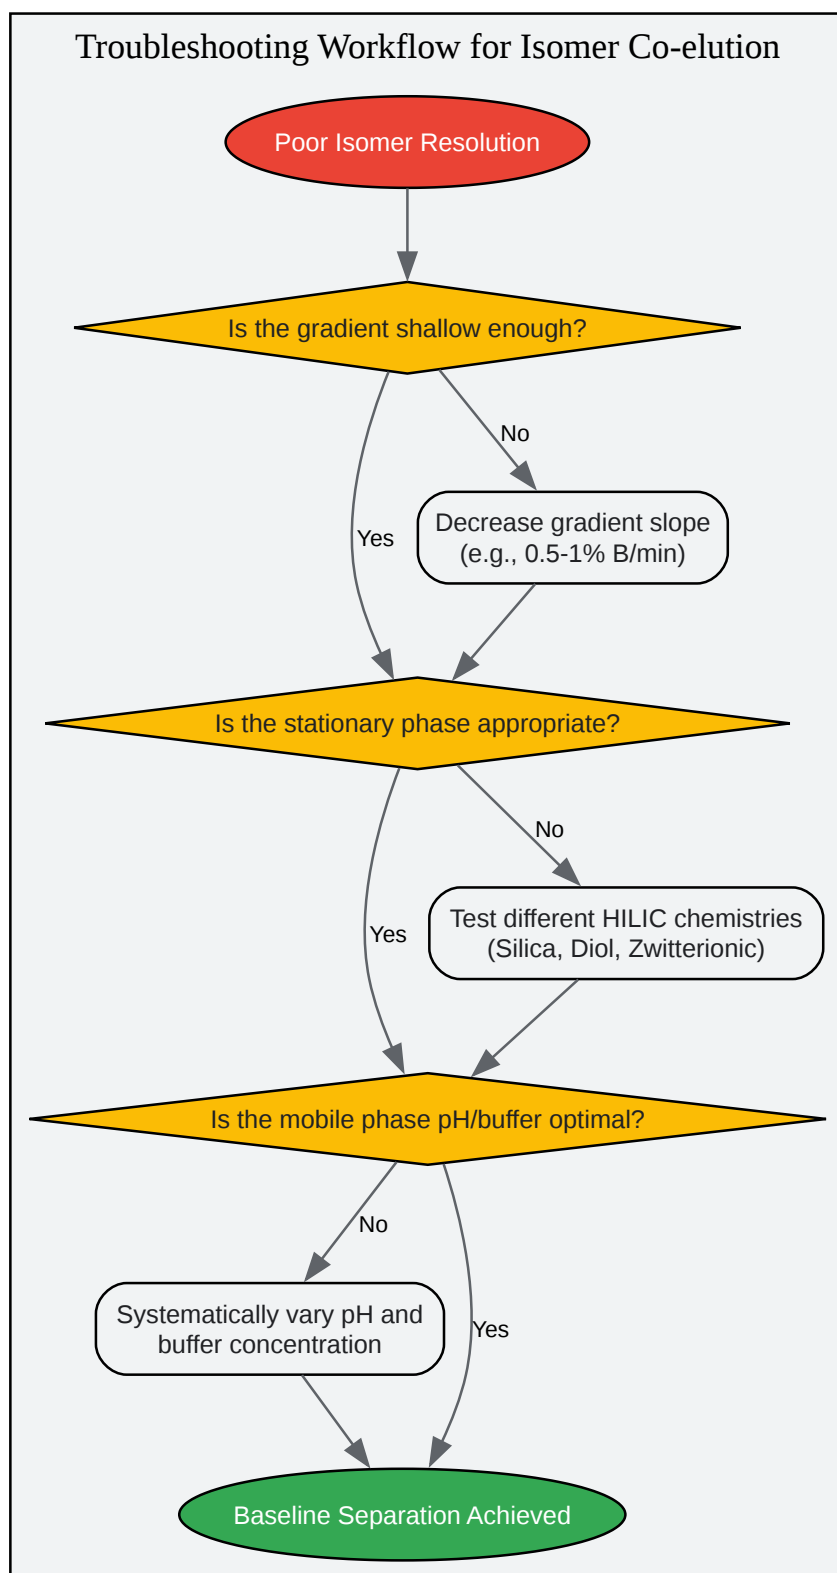 Troubleshooting Workflow for Isomer Co-elution
Poor Isomer Resolution
Is the gradient shallow enough?
No
Decrease gradient slope
(e.g., 0.5-1% B/min)
Yes
Is the stationary phase appropriate?
No
Test different HILIC chemistries
(Silica, Diol, Zwitterionic)
Yes
Is the mobile phase pH/buffer optimal?
No
Systematically vary pH and
buffer concentration
Yes
Baseline Separation Achieved